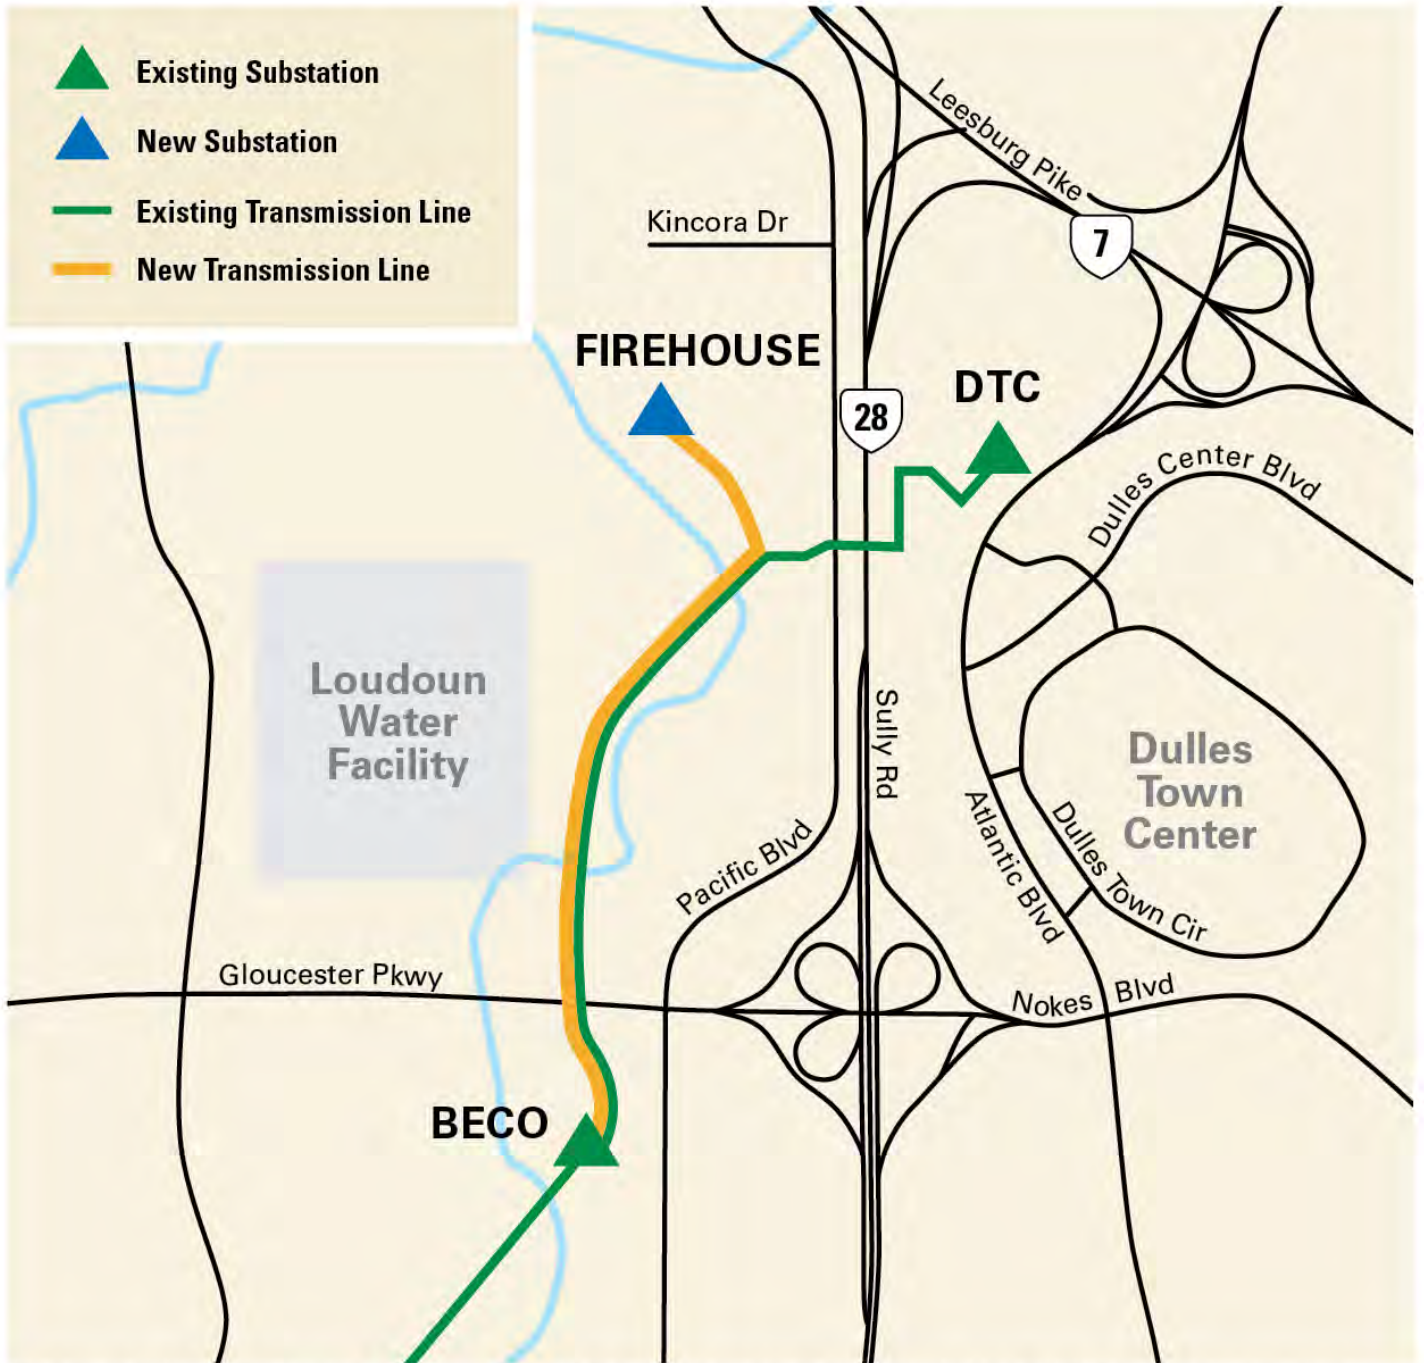 Existing Substation
New Substation
Existing Transmission Line
New Transmission Line
Leesburg Pike
7
Kincora Dr
FIREHOUSE
DTC
28
Dulles Center Blvd
Loudoun
Water
Facility
Sully Rd
Dulles
Town
Center
Pacific Blvd
Atlantic Blvd
Dulles Town Cir
Gloucester Pkwy
Nokes Blvd
BECO